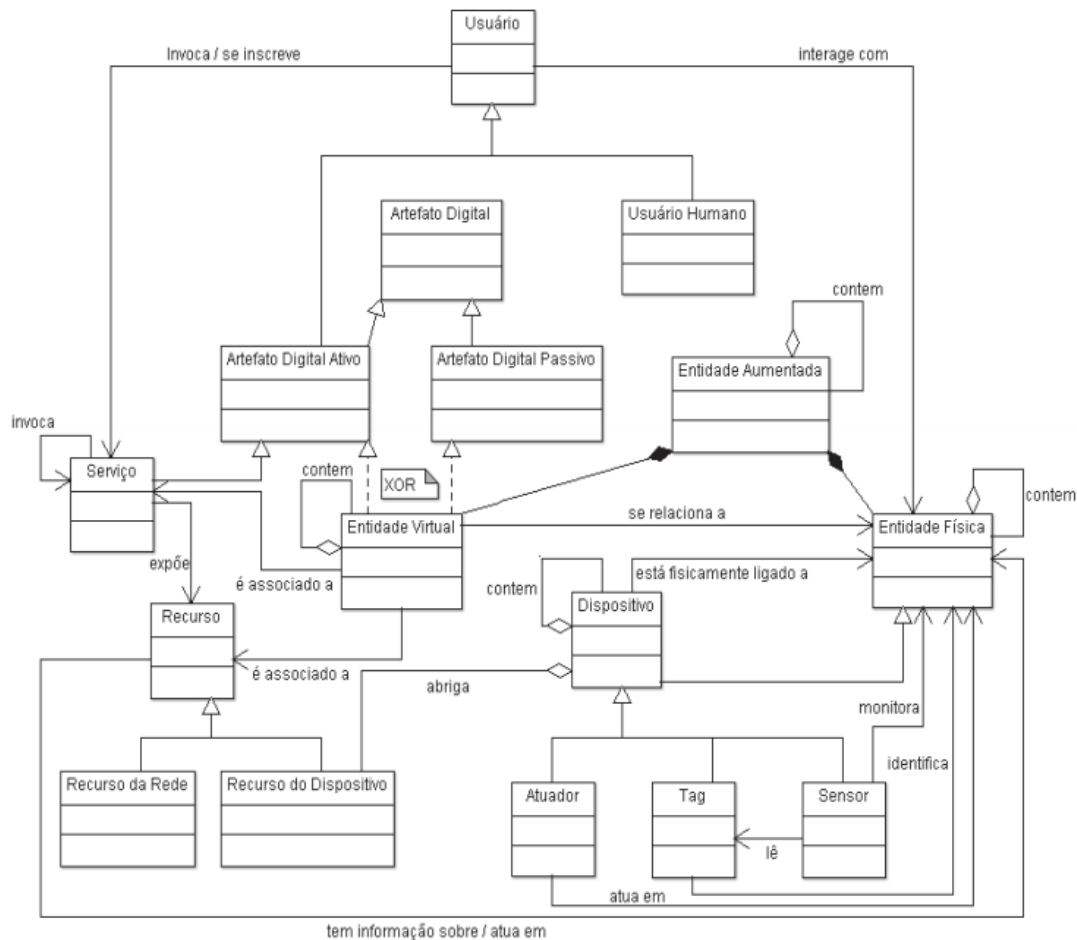 Usuário
Invoca / se inscreve
interage com
Artefato Digital
Usuário Humano
contem
Artefato Digital Ativo
Artefato Digital Passivo
Entidade Aumentada
invoca
Serviço
contem
XOR
contem
Entidade Virtual
se relaciona a
Entidade Física
expõe
é associado a
está fisicamente ligado a
contem
Dispositivo
Recurso
é associado a
abriga
monitora
identifica
Recurso da Rede
Recurso do Dispositivo
Atuador
Tag
Sensor
lê
atua em
tem informação sobre / atua em